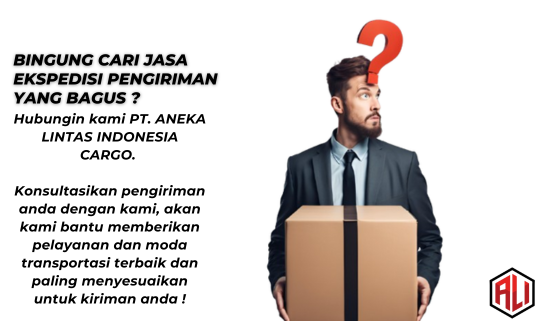 BINGUNG CARI JASA
EKSPEDISI PENGIRIMAN
YANG BAGUS ?
Hubungin kami PT. ANEKA
LINTAS INDONESIA
CARGO.
Konsultasikan pengiriman
anda dengan kami, akan
kami bantu memberikan
pelayanan dan moda
transportasi terbaik dan
paling menyesuaikan
untuk kiriman anda !
?
ALI